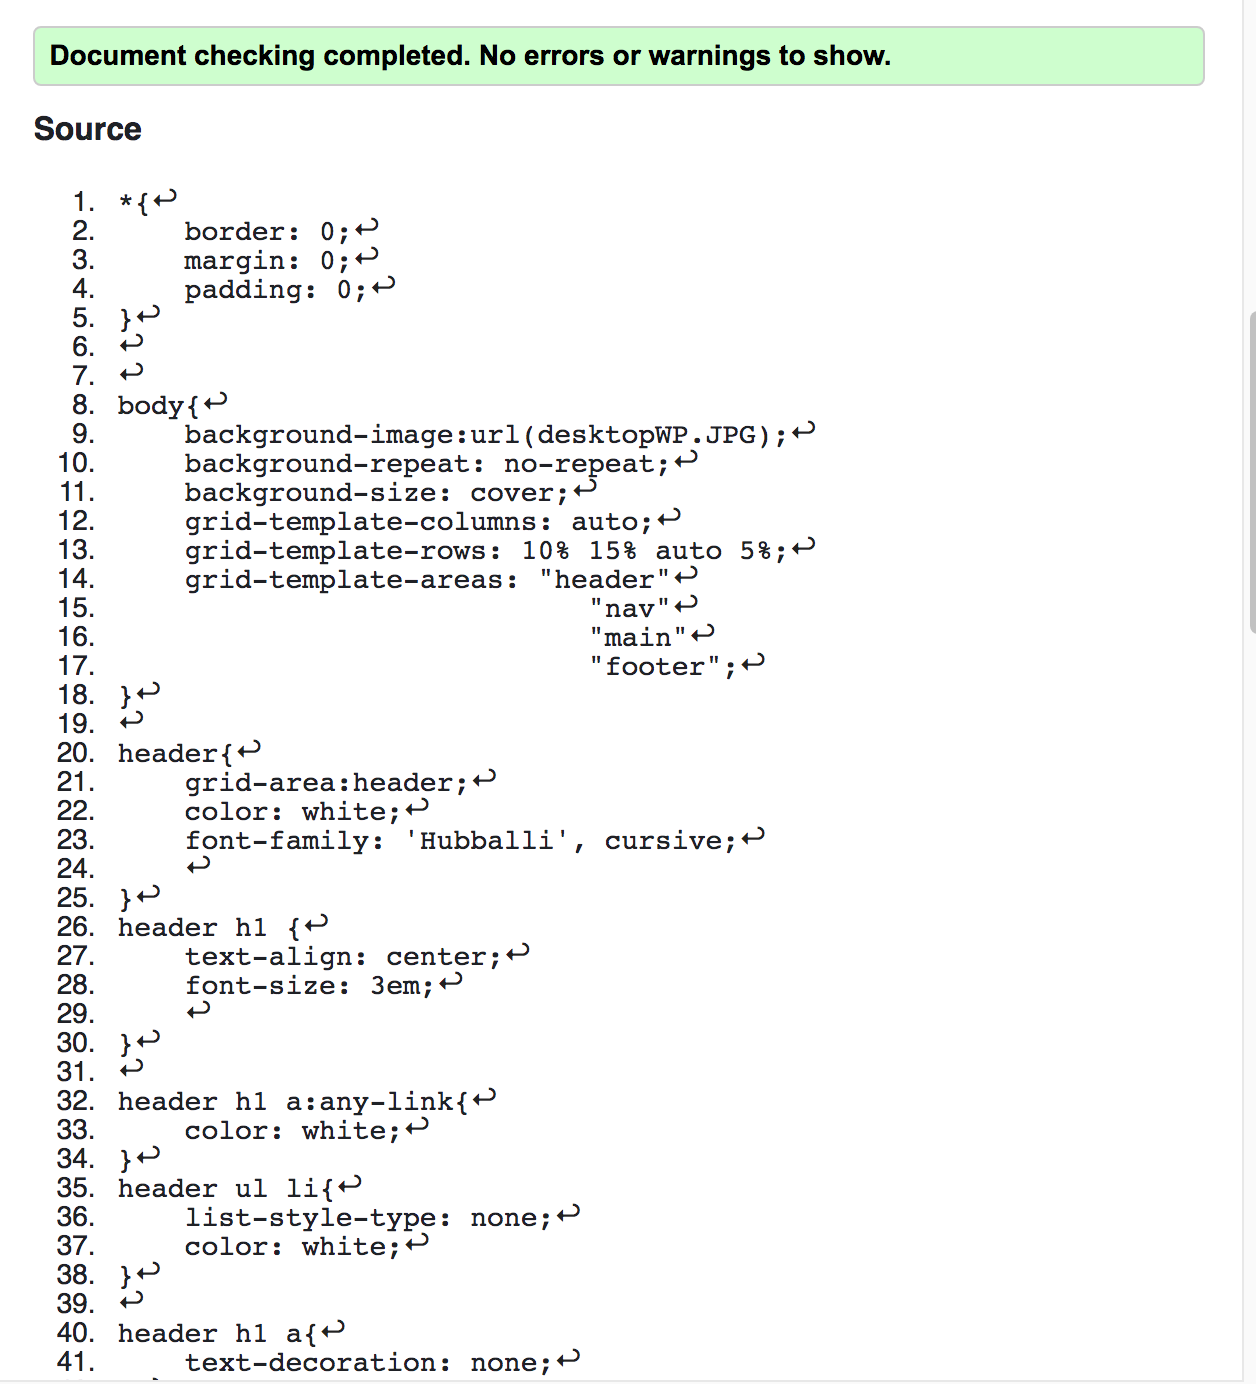 Document checking completed. No errors or warnings to show.
Source
1. *{↩
2. border: 0;↩
3. margin: 0;↩
4. padding: 0;↩
5. }↩
6. ↩
7. ↩
8. body{↩
9. background-image:url(desktopWP.JPG);↩
10. background-repeat: no-repeat;↩
11. background-size: cover;↩
12. grid-template-columns: auto;↩
13. grid-template-rows: 10% 15% auto 5%;↩
14. grid-template-areas: "header"↩
15. "nav"↩
16. "main"↩
17. "footer";↩
18. }↩
19. ↩
20. header{↩
21. grid-area:header;↩
22. color: white;↩
23. font-family: 'Hubballi', cursive;↩
24. ↩
25. }↩
26. header h1 {↩
27. text-align: center;↩
28. font-size: 3em;↩
29. ↩
30. }↩
31. ↩
32. header h1 a:any-link{↩
33. color: white;↩
34. }↩
35. header ul li{↩
36. list-style-type: none;↩
37. color: white;↩
38. }↩
39. ↩
40. header h1 a{↩
41. text-decoration: none;↩